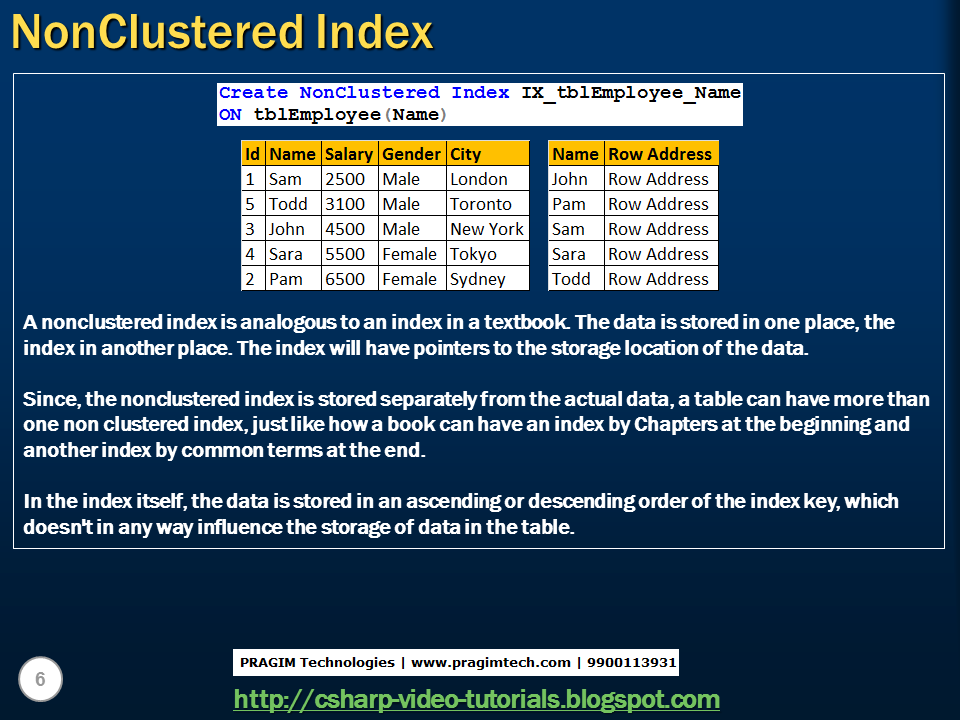 NonClustered Index
Create NonClustered Index IX_tblEmployee_Name
ON tblEmployee(Name)
Id Name Salary Gender City
1 Sam 2500 Male London
5 Todd 3100 Male Toronto
3 John 4500 Male New York
4 Sara 5500 Female Tokyo
2 Pam 6500 Female Sydney
Name Row Address
John Row Address
Pam Row Address
Sam Row Address
Sara Row Address
Todd Row Address
A nonclustered index is analogous to an index in a textbook. The data is stored in one place, the
index in another place. The index will have pointers to the storage location of the data.
Since, the nonclustered index is stored separately from the actual data, a table can have more than
one non clustered index, just like how a book can have an index by Chapters at the beginning and
another index by common terms at the end.
In the index itself, the data is stored in an ascending or descending order of the index key, which
doesn't in any way influence the storage of data in the table.
6
PRAGIM Technologies | www.pragimtech.com | 9900113931
http://csharp-video-tutorials.blogspot.com